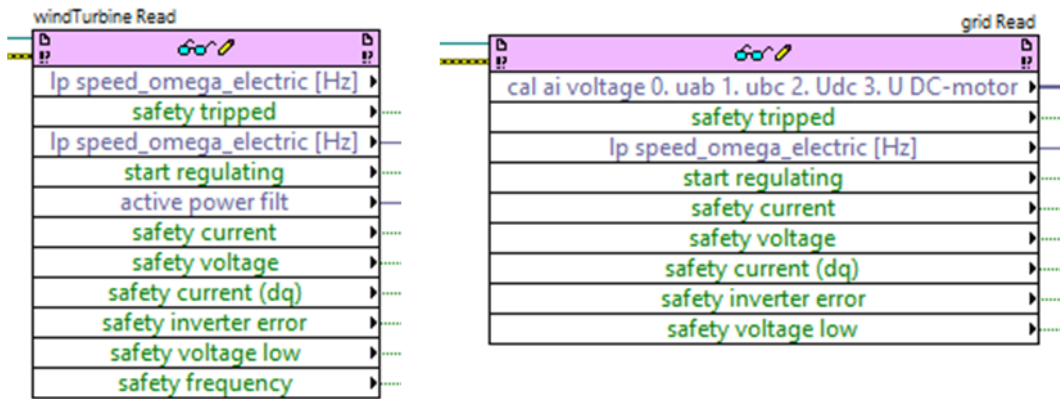 windTurbine Read
lp speed_omega_electric [Hz]
safety tripped
lp speed_omega_electric [Hz]
start regulating
active power filt
safety current
safety voltage
safety current (dq)
safety inverter error
safety voltage low
safety frequency
grid Read
cal ai voltage 0. uab 1. ubc 2. Udc 3. U DC-motor
safety tripped
lp speed_omega_electric [Hz]
start regulating
safety current
safety voltage
safety current (dq)
safety inverter error
safety voltage low